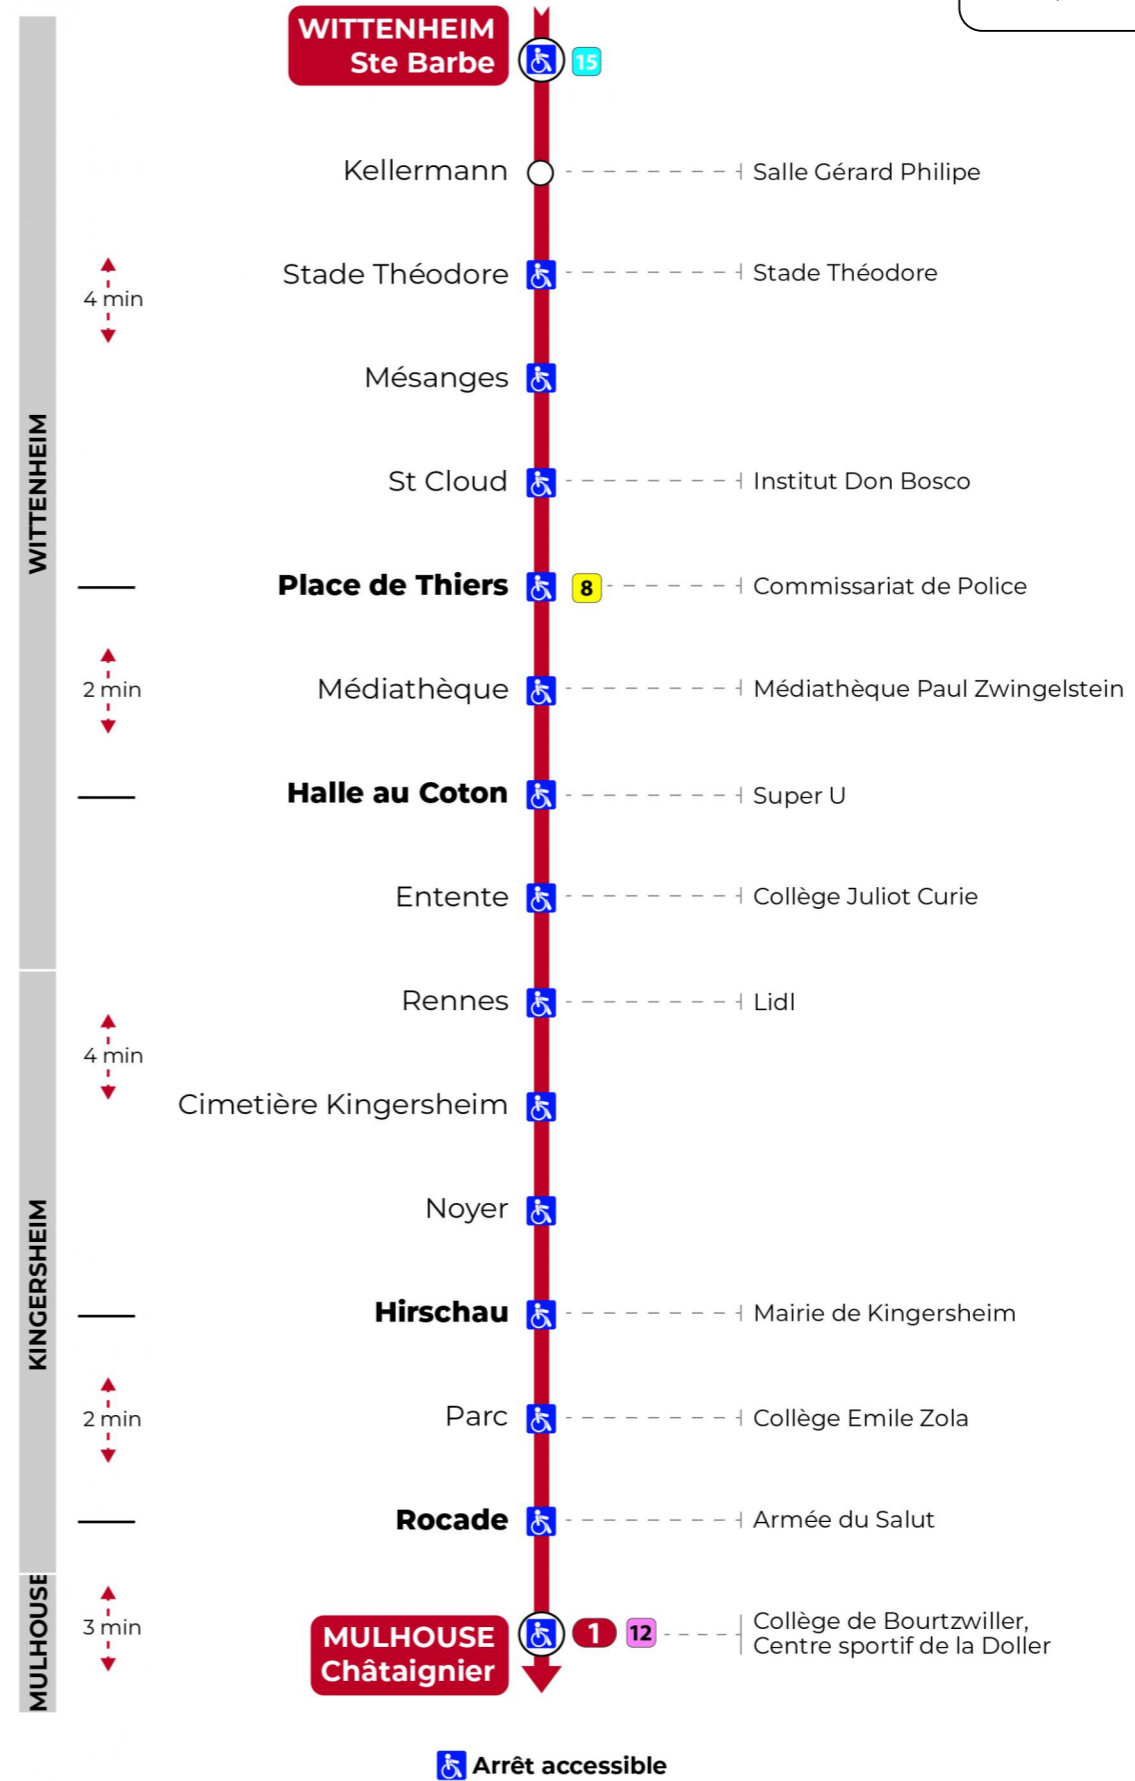 WITTENHEIM
Ste Barbe
15
Kellermann
Salle Gérard Philipe
Stade Théodore
Stade Théodore
4 min
Mésanges
St Cloud
Institut Don Bosco
WITTENHEIM
Place de Thiers
8
Commissariat de Police
2 min
Médiathèque
Médiathèque Paul Zwingelstein
Halle au Coton
Super U
Entente
Collège Juliot Curie
Rennes
Lidl
4 min
Cimetière Kingersheim
Noyer
KINGERSHEIM
Hirschau
Mairie de Kingersheim
2 min
Parc
Collège Emile Zola
Rocade
Armée du Salut
MULHOUSE
3 min
MULHOUSE
Châtaignier
1
12
Collège de Bourtzwiller,
Centre sportif de la Doller
Arrêt accessible